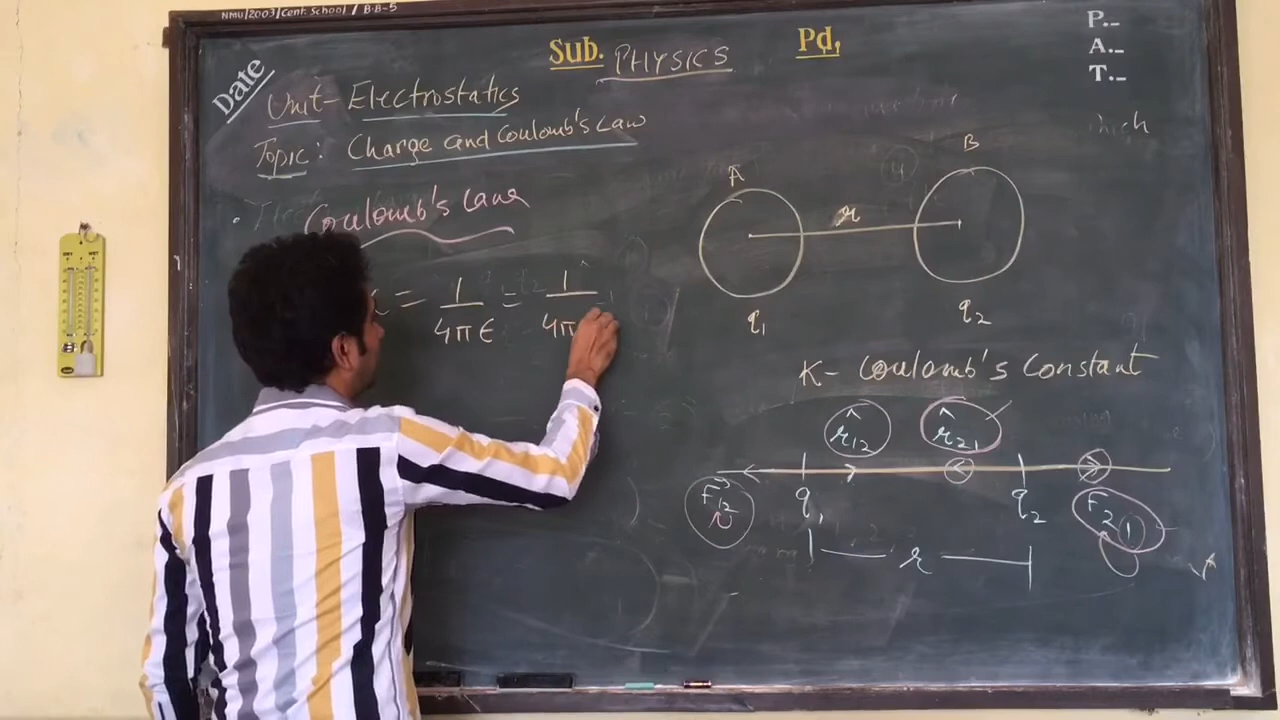 NMU/2003/Cent. School / B.B-5
Date
Sub. PHYSICS
Pd,
P.-
A.-
T.-
Unit- Electrostatics
Topic: Charge and Coulomb's Law
Coulomb's Law
= 1/4π ϵ = 1/4π
A
B
r
q1
q2
K- Coulomb's Constant
r̂12
r̂21
F12
q1
q2
F21
r